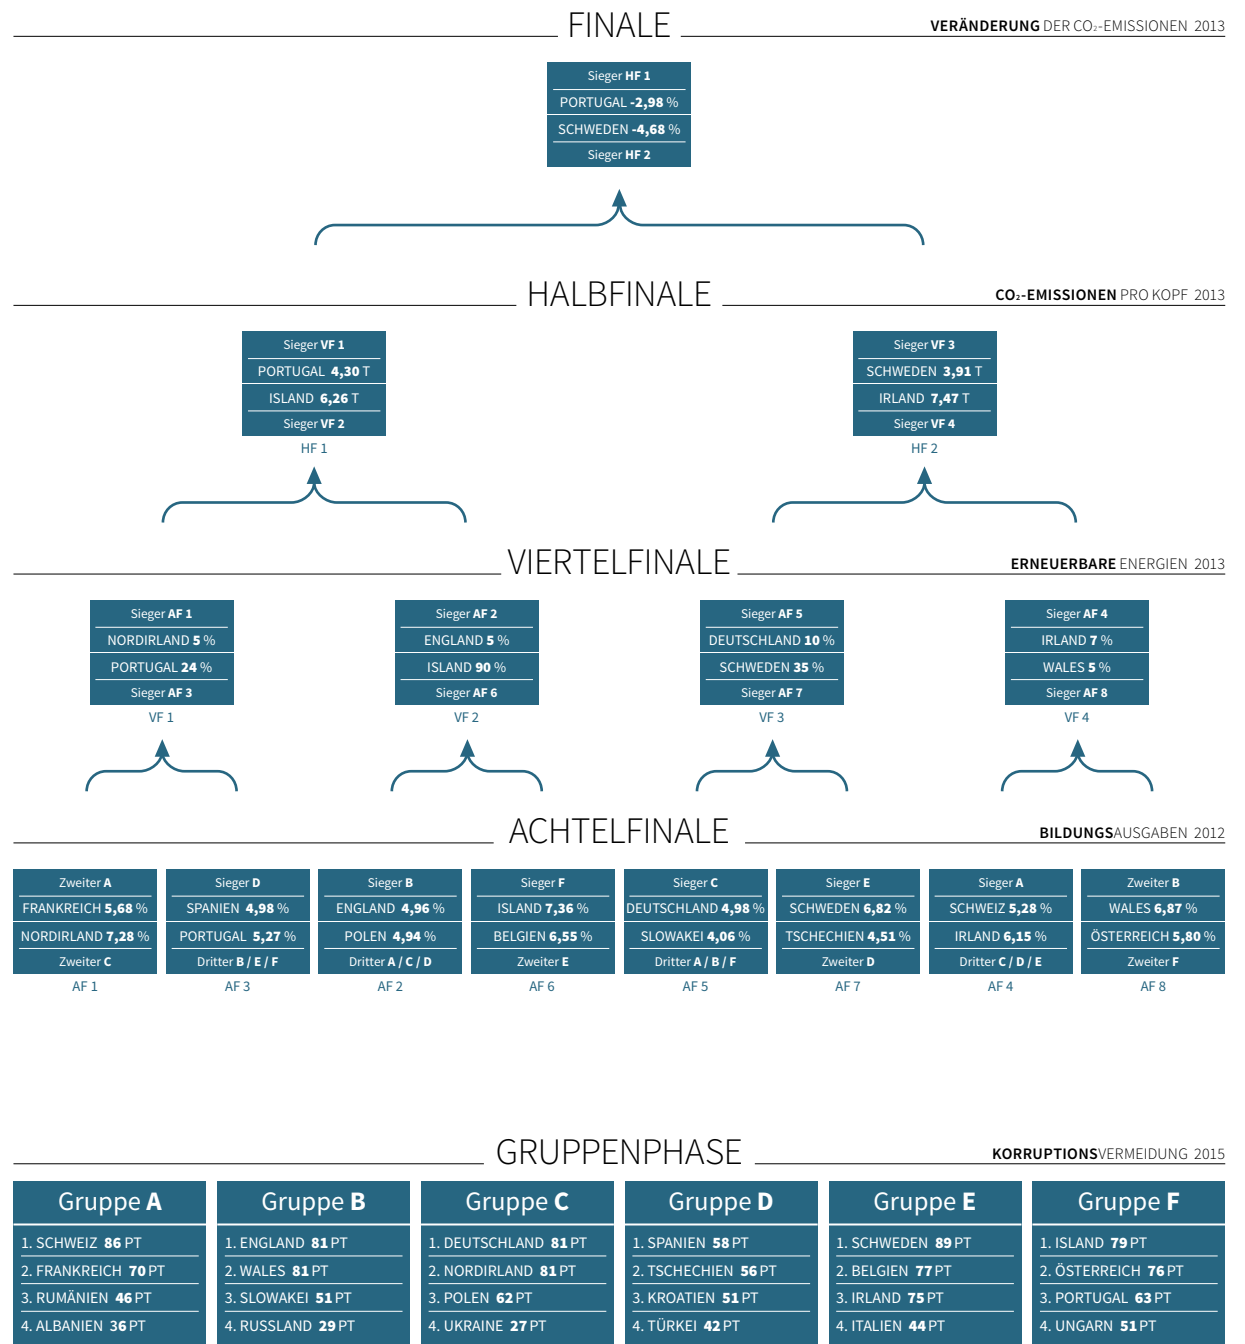 FINALE
VERÄNDERUNG DER CO₂-EMISSIONEN 2013
Sieger HF 1
PORTUGAL -2,98 %
SCHWEDEN -4,68 %
Sieger HF 2
HALBFINALE
CO₂-EMISSIONEN PRO KOPF 2013
Sieger VF 1
PORTUGAL 4,30 T
ISLAND 6,26 T
Sieger VF 2
HF 1
Sieger VF 3
SCHWEDEN 3,91 T
IRLAND 7,47 T
Sieger VF 4
HF 2
VIERTELFINALE
ERNEUERBARE ENERGIEN 2013
Sieger AF 1
NORDIRLAND 5 %
PORTUGAL 24 %
Sieger AF 3
VF 1
Sieger AF 2
ENGLAND 5 %
ISLAND 90 %
Sieger AF 6
VF 2
Sieger AF 5
DEUTSCHLAND 10 %
SCHWEDEN 35 %
Sieger AF 7
VF 3
Sieger AF 4
IRLAND 7 %
WALES 5 %
Sieger AF 8
VF 4
ACHTELFINALE
BILDUNGSAUSGABEN 2012
Zweiter A
FRANKREICH 5,68 %
NORDIRLAND 7,28 %
Zweiter C
AF 1
Sieger D
SPANIEN 4,98 %
PORTUGAL 5,27 %
Dritter B / E / F
AF 3
Sieger B
ENGLAND 4,96 %
POLEN 4,94 %
Dritter A / C / D
AF 2
Sieger F
ISLAND 7,36 %
BELGIEN 6,55 %
Zweiter E
AF 6
Sieger C
DEUTSCHLAND 4,98 %
SLOWAKEI 4,06 %
Dritter A / B / F
AF 5
Sieger E
SCHWEDEN 6,82 %
TSCHECHIEN 4,51 %
Zweiter D
AF 7
Sieger A
SCHWEIZ 5,28 %
IRLAND 6,15 %
Dritter C / D / E
AF 4
Zweiter B
WALES 6,87 %
ÖSTERREICH 5,80 %
Zweiter F
AF 8
GRUPPENPHASE
KORRUPTIONSVERMEIDUNG 2015
Gruppe A
1. SCHWEIZ 86 PT
2. FRANKREICH 70 PT
3. RUMÄNIEN 46 PT
4. ALBANIEN 36 PT
Gruppe B
1. ENGLAND 81 PT
2. WALES 81 PT
3. SLOWAKEI 51 PT
4. RUSSLAND 29 PT
Gruppe C
1. DEUTSCHLAND 81 PT
2. NORDIRLAND 81 PT
3. POLEN 62 PT
4. UKRAINE 27 PT
Gruppe D
1. SPANIEN 58 PT
2. TSCHECHIEN 56 PT
3. KROATIEN 51 PT
4. TÜRKEI 42 PT
Gruppe E
1. SCHWEDEN 89 PT
2. BELGIEN 77 PT
3. IRLAND 75 PT
4. ITALIEN 44 PT
Gruppe F
1. ISLAND 79 PT
2. ÖSTERREICH 76 PT
3. PORTUGAL 63 PT
4. UNGARN 51 PT